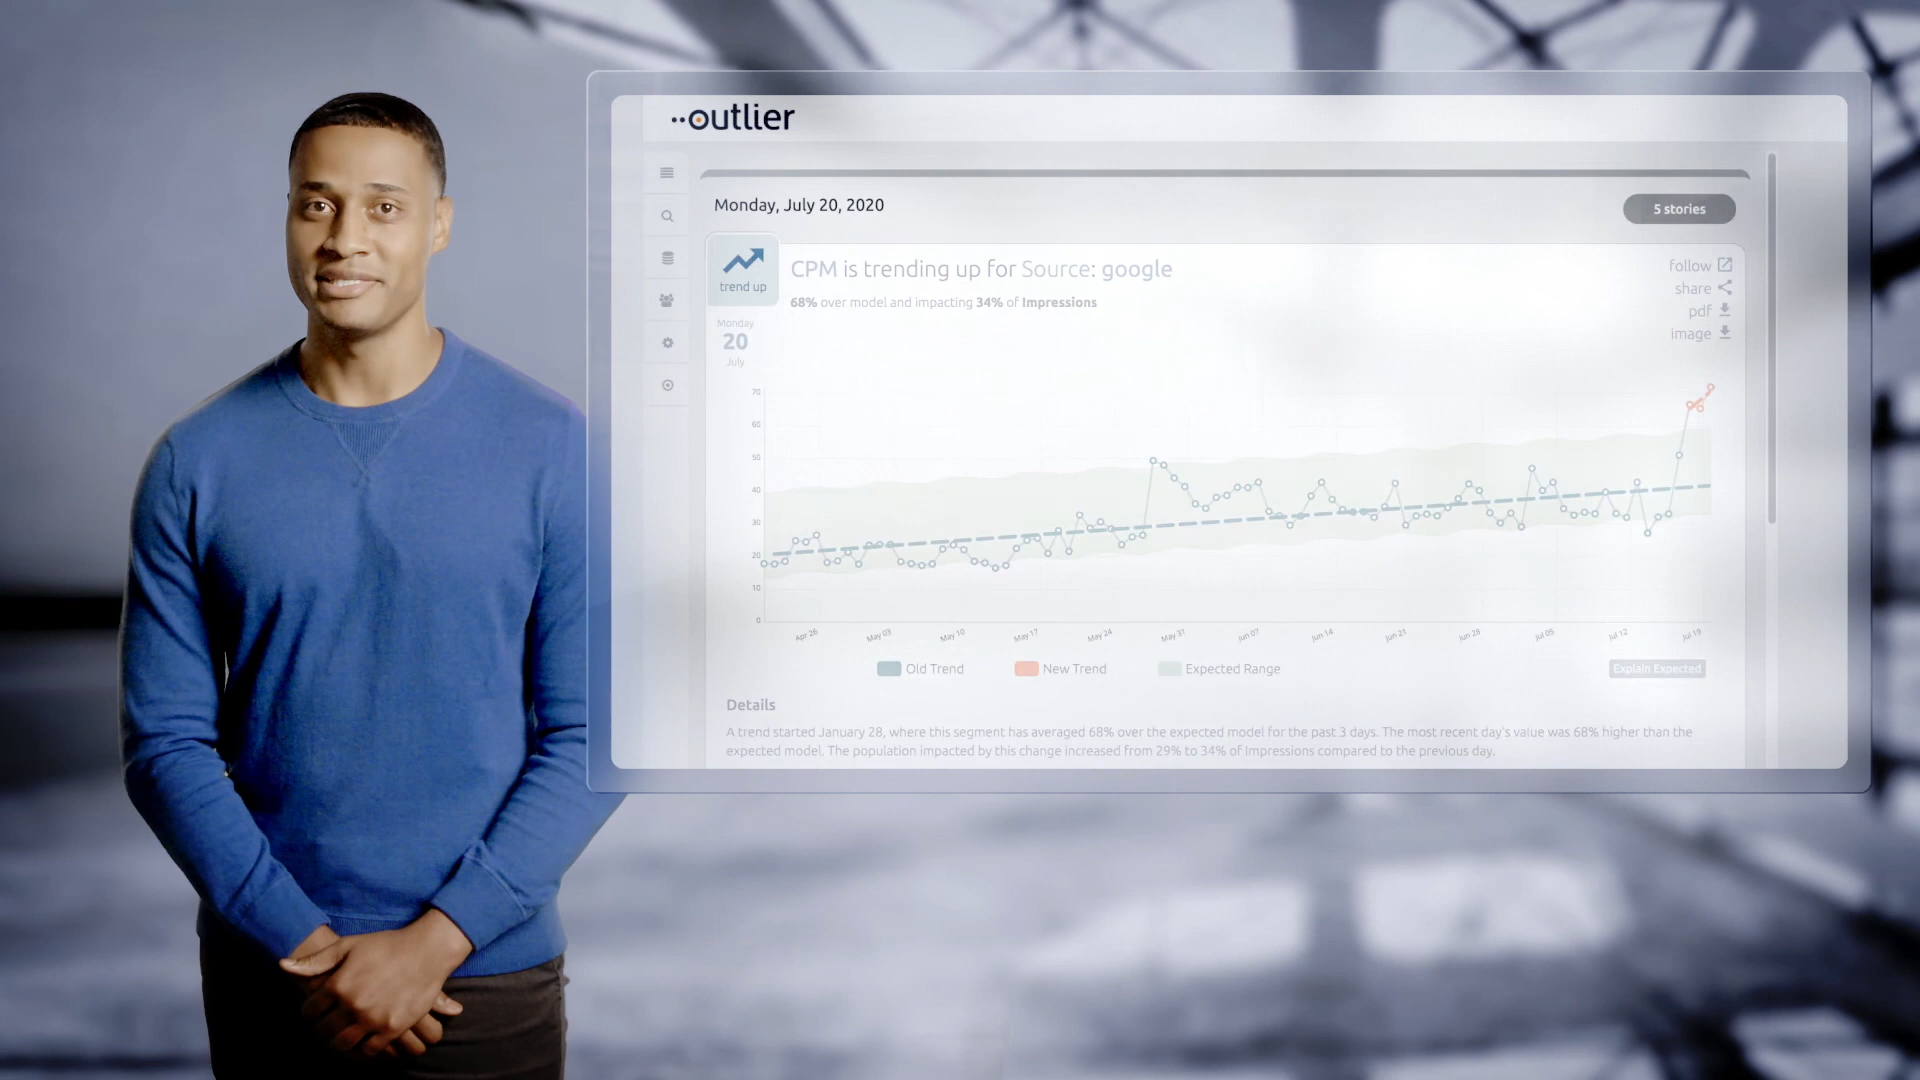 outlier
Monday, July 20, 2020
5 stories
trend up
CPM is trending up for Source: google
68% over model and impacting 34% of Impressions
follow
share
pdf
image
Monday
20
July
70
60
50
40
30
20
10
0
Apr 26
May 03
May 10
May 17
May 24
May 31
Jun 07
Jun 14
Jun 21
Jun 28
Jul 05
Jul 12
Jul 19
Old Trend
New Trend
Expected Range
Explain Expected
Details
A trend started January 28, where this segment has averaged 68% over the expected model for the past 3 days. The most recent day's value was 68% higher than the
expected model. The population impacted by this change increased from 29% to 34% of Impressions compared to the previous day.